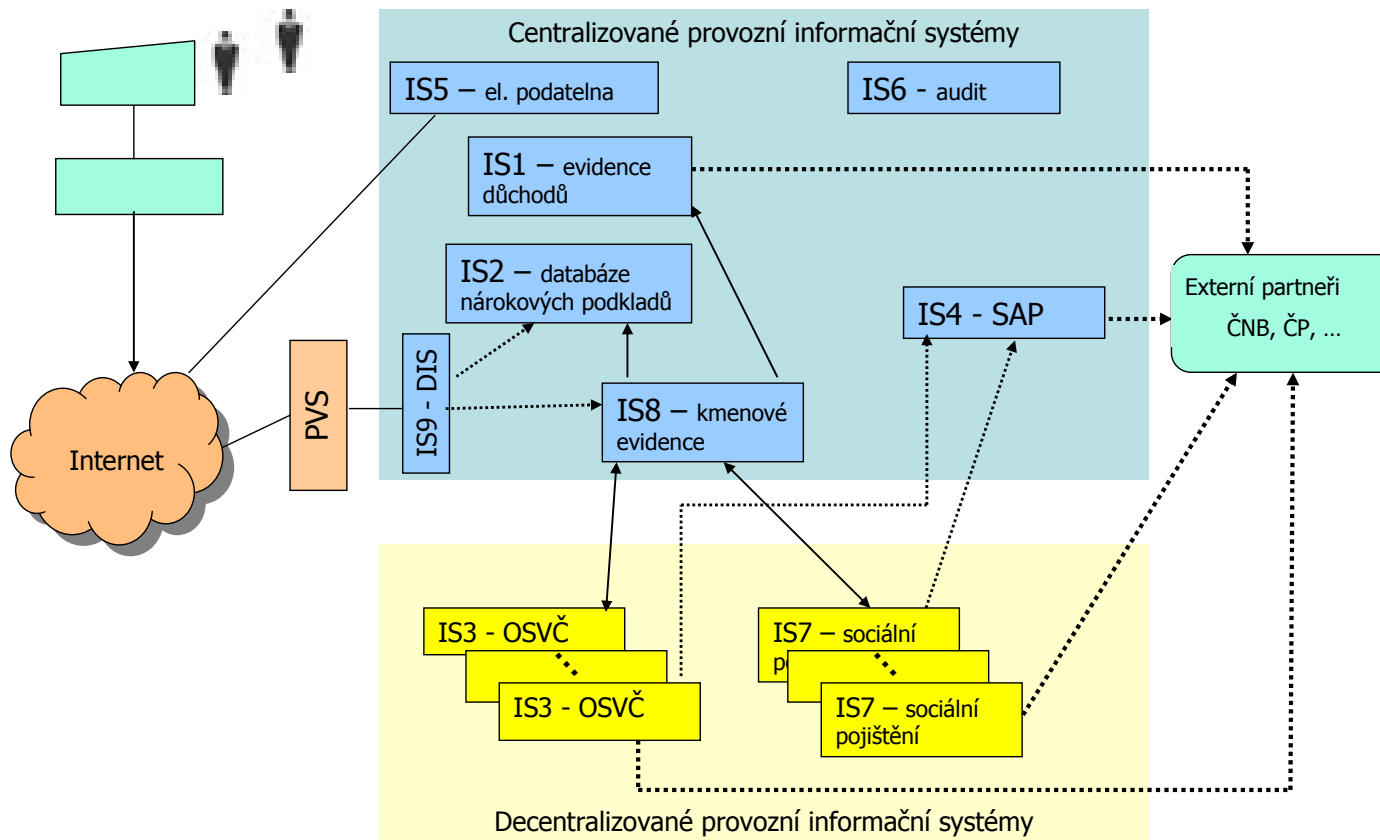 Centralizované provozní informační systémy
IS5 – el. podatelna
IS6 - audit
IS1 – evidence
důchodů
IS2 – databáze
nárokových podkladů
IS4 - SAP
Externí partneři
ČNB, ČP, ...
PVS
IS9 - DIS
IS8 – kmenové
evidence
Internet
IS3 - OSVČ
IS7 – sociální
IS3 - OSVČ
IS7 – sociální
pojištění
Decentralizované provozní informační systémy